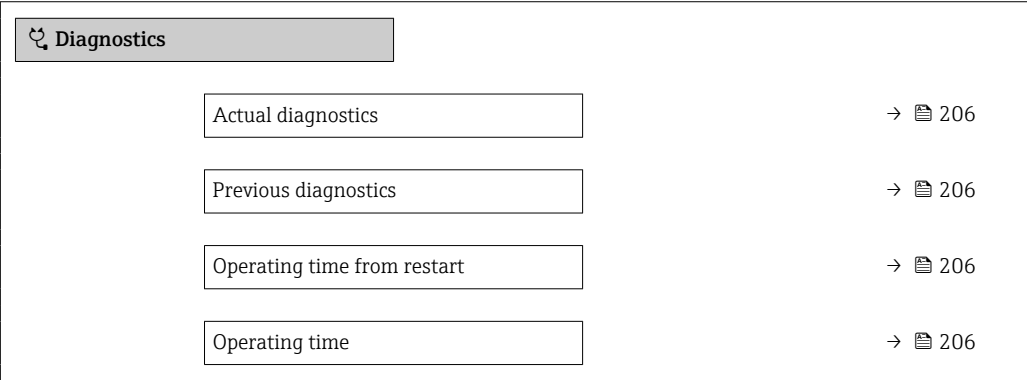 Diagnostics
Actual diagnostics → 206
Previous diagnostics → 206
Operating time from restart → 206
Operating time → 206